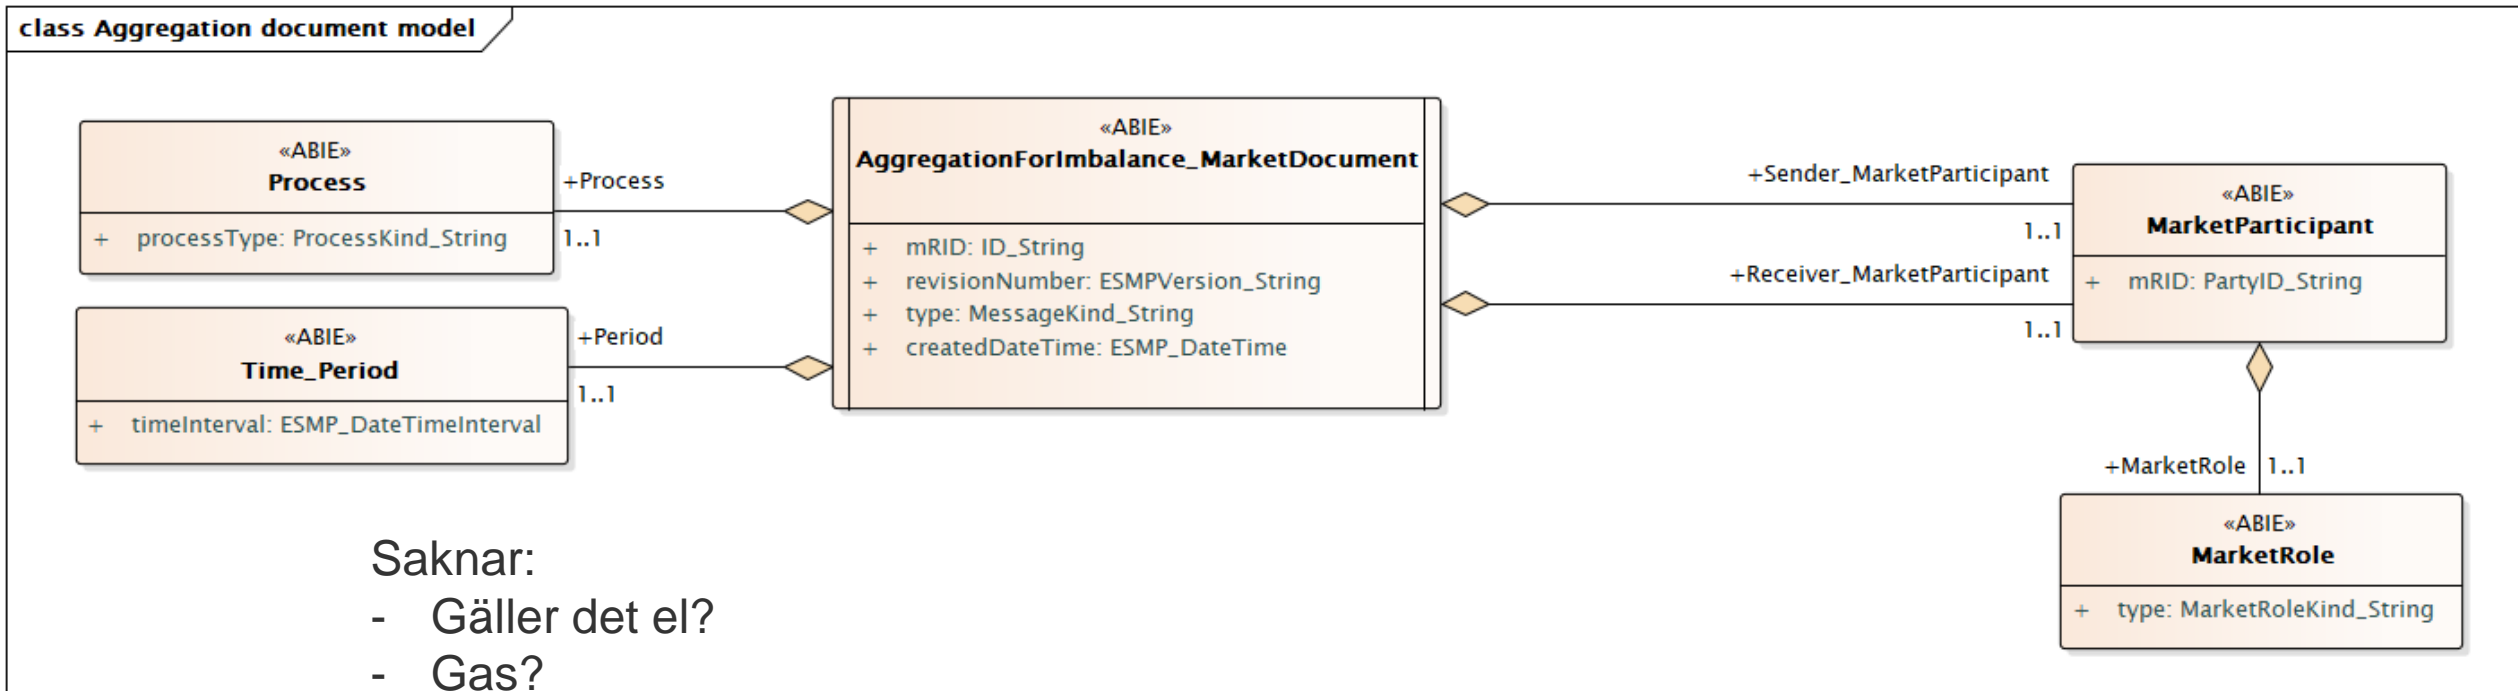 class Aggregation document model
«ABIE»
Process
+ processType: ProcessKind_String
+Process
1..1
«ABIE»
Time_Period
+ timeInterval: ESMP_DateTimeInterval
+Period
1..1
«ABIE»
AggregationForImbalance_MarketDocument
+ mRID: ID_String
+ revisionNumber: ESMPVersion_String
+ type: MessageKind_String
+ createdDateTime: ESMP_DateTime
+Sender_MarketParticipant
1..1
+Receiver_MarketParticipant
1..1
«ABIE»
MarketParticipant
+ mRID: PartyID_String
+MarketRole 1..1
«ABIE»
MarketRole
+ type: MarketRoleKind_String
Saknar:
- Gäller det el?
- Gas?